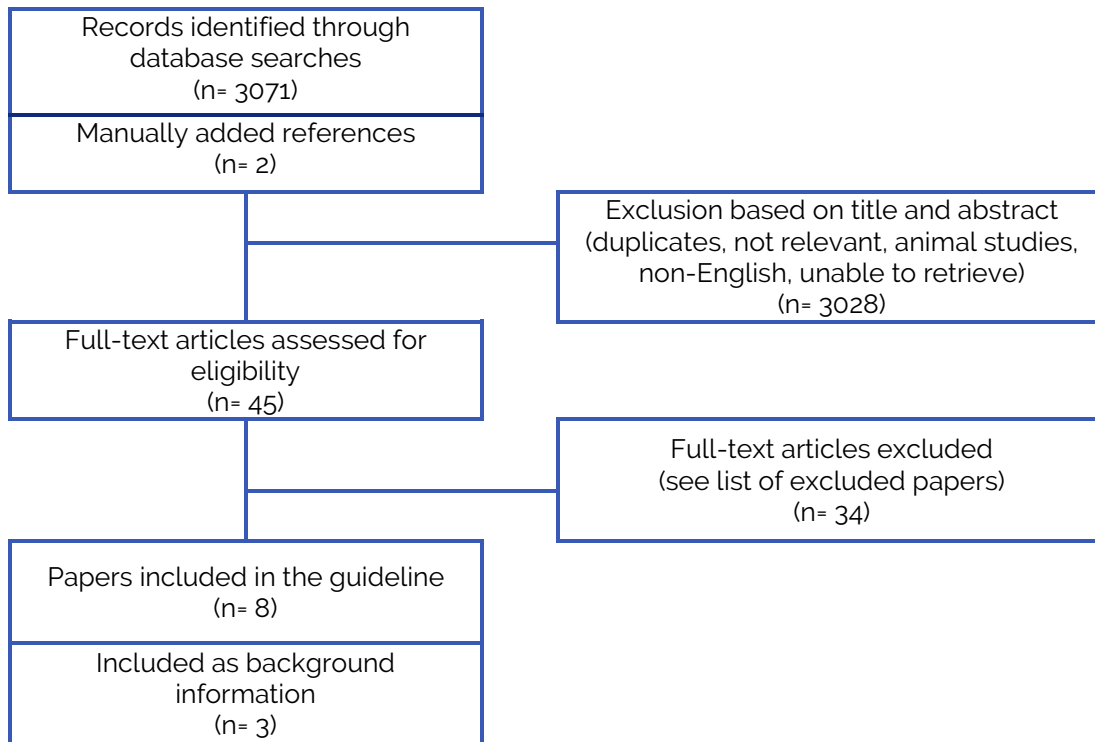 Records identified through
database searches
(n= 3071)
Manually added references
(n= 2)
Exclusion based on title and abstract
(duplicates, not relevant, animal studies,
non-English, unable to retrieve)
(n= 3028)
Full-text articles assessed for
eligibility
(n= 45)
Full-text articles excluded
(see list of excluded papers)
(n= 34)
Papers included in the guideline
(n= 8)
Included as background
information
(n= 3)